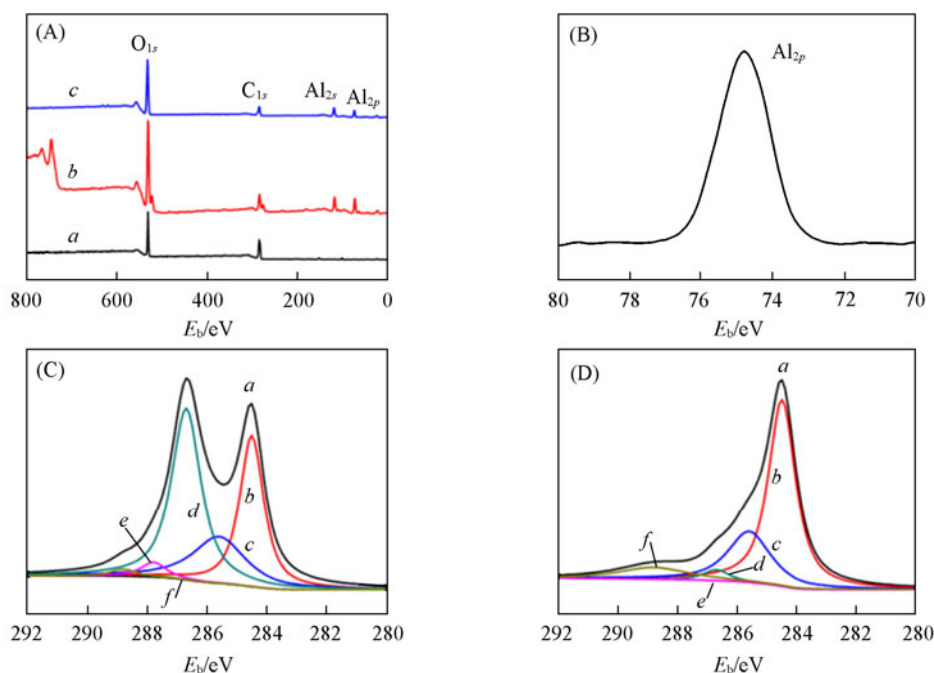 (A)
O1s
C1s
Al2s
Al2p
c
b
a
800 600 400 200 0
Eb/eV
(B)
Al2p
80 78 76 74 72 70
Eb/eV
(C)
a
b
c
d
e
f
292 290 288 286 284 282 280
Eb/eV
(D)
a
b
c
d
e
f
292 290 288 286 284 282 280
Eb/eV